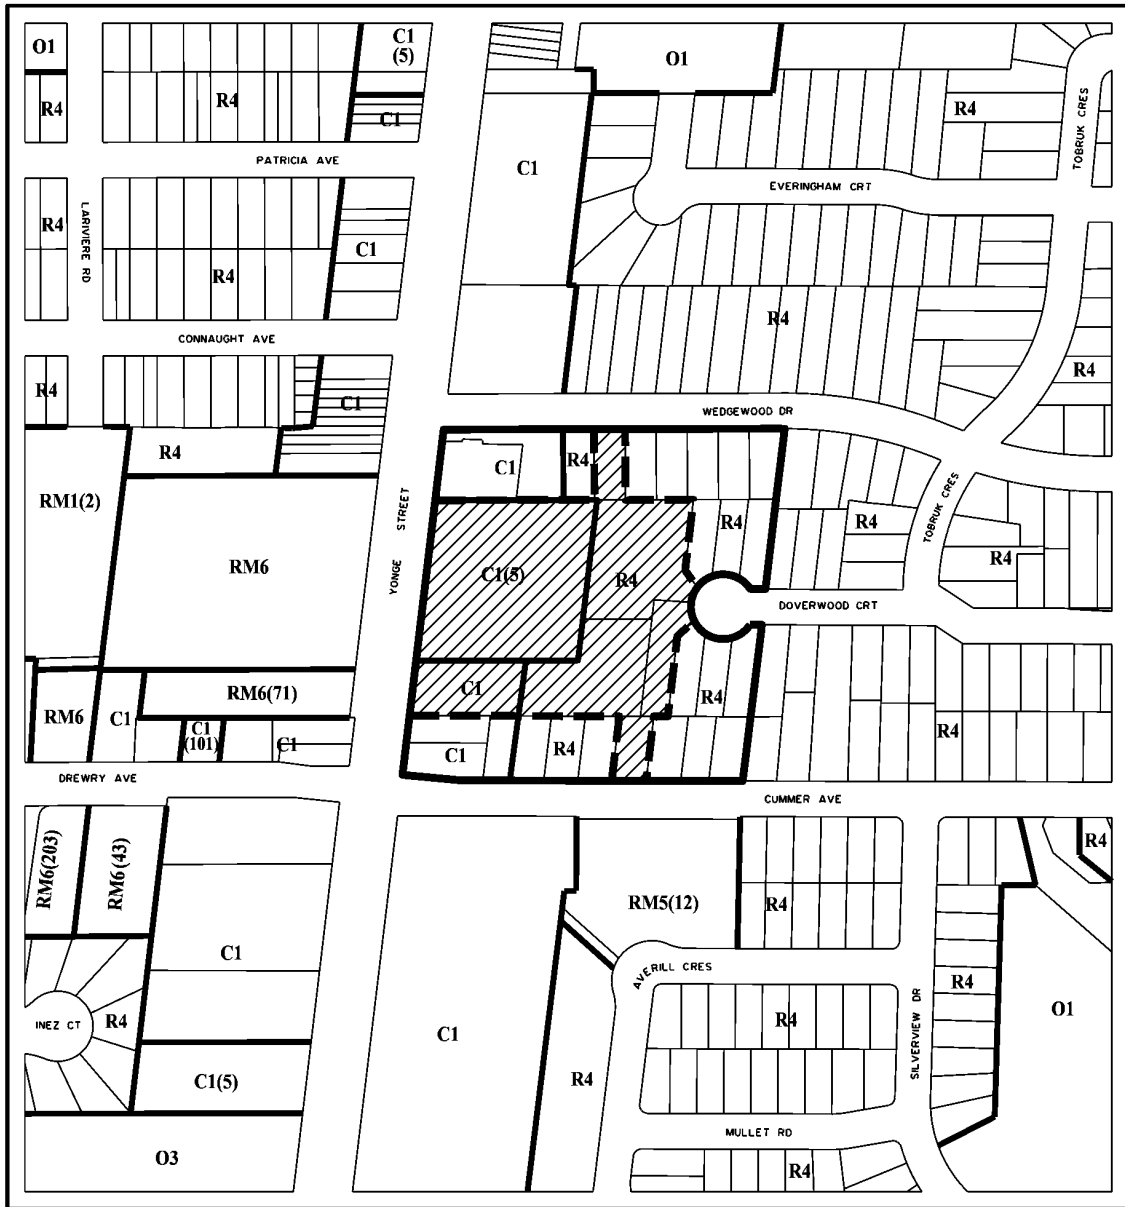 O1
C1
(5)
O1
R4
R4
R4
C1
PATRICIA AVE
C1
TOBRUK CRES
EVERINGHAM CRT
R4
LARIVIERE RD
C1
R4
R4
CONNAUGHT AVE
R4
R4
C1
WEDGEWOOD DR
R4
C1
R4
RM1(2)
YONGE STREET
R4
R4
TOBRUK CRES
R4
RM6
C1(5)
R4
DOVERWOOD CRT
RM6
C1
RM6(71)
C1
R4
C1
(101)
C1
C1
R4
R4
DREWRY AVE
CUMMER AVE
RM6(203)
RM6(43)
R4
RM5(12)
R4
C1
AVERILL CRES
R4
O1
SILVERVIEW DR
INEZ CT
R4
C1
R4
C1(5)
R4
MULLET RD
O3
R4